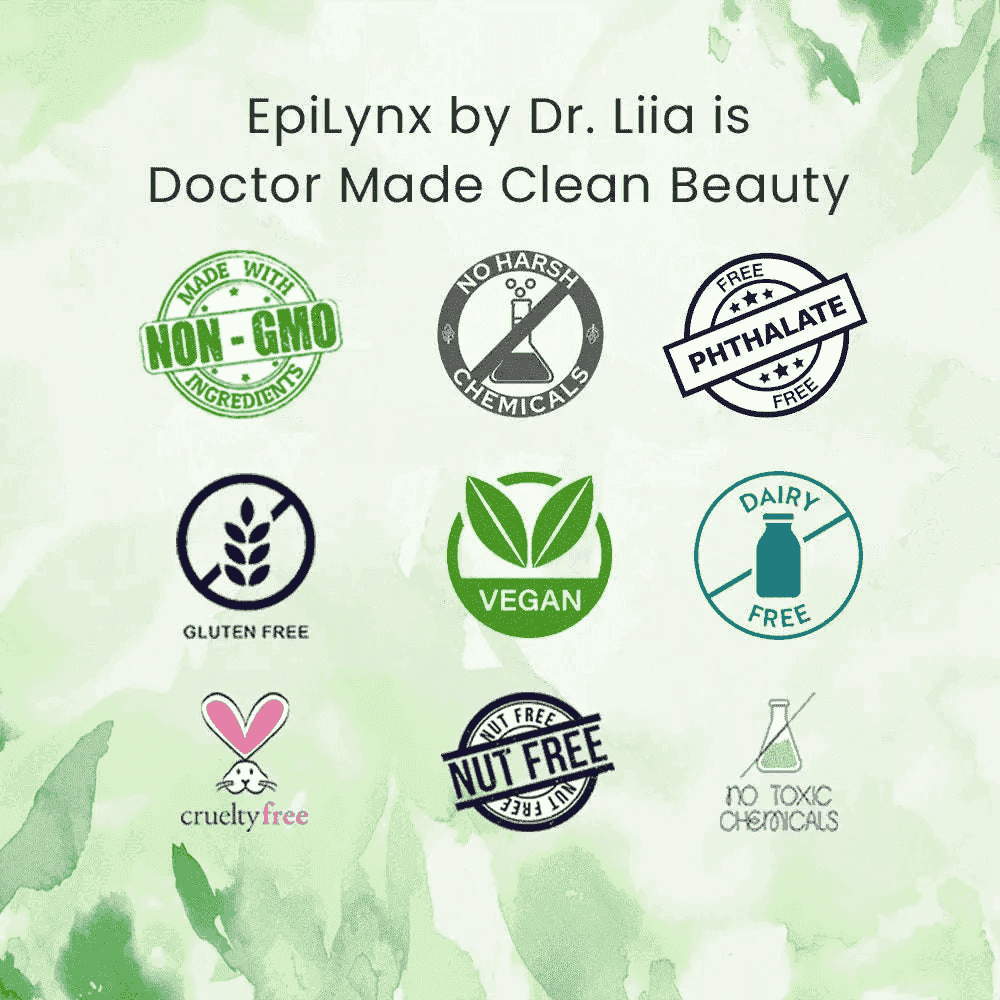 EpiLynx by Dr. Liia is
Doctor Made Clean Beauty
MADE WITH
NON - GMO
INGREDIENTS
NO HARSH
CHEMICALS
FREE
PHTHALATE
FREE
GLUTEN FREE
VEGAN
DAIRY
FREE
crueltyfree
NUT FREE
NUT FREE
NUT FREE
NO TOXIC
CHEMICALS